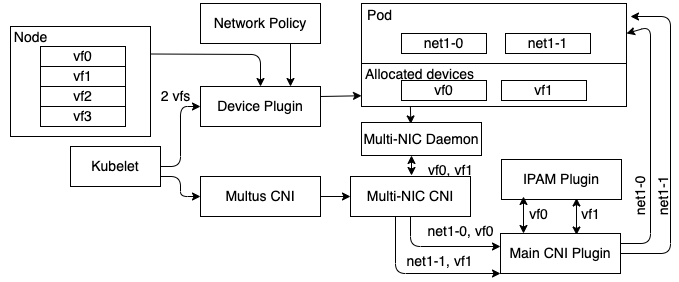 Node
vf0
vf1
vf2
vf3
Network Policy
Pod
net1-0
net1-1
Allocated devices
vf0
vf1
2 vfs
Device Plugin
Multi-NIC Daemon
Kubelet
vf0, vf1
Multus CNI
Multi-NIC CNI
IPAM Plugin
vf0
vf1
net1-0
net1-1
net1-0, vf0
Main CNI Plugin
net1-1, vf1